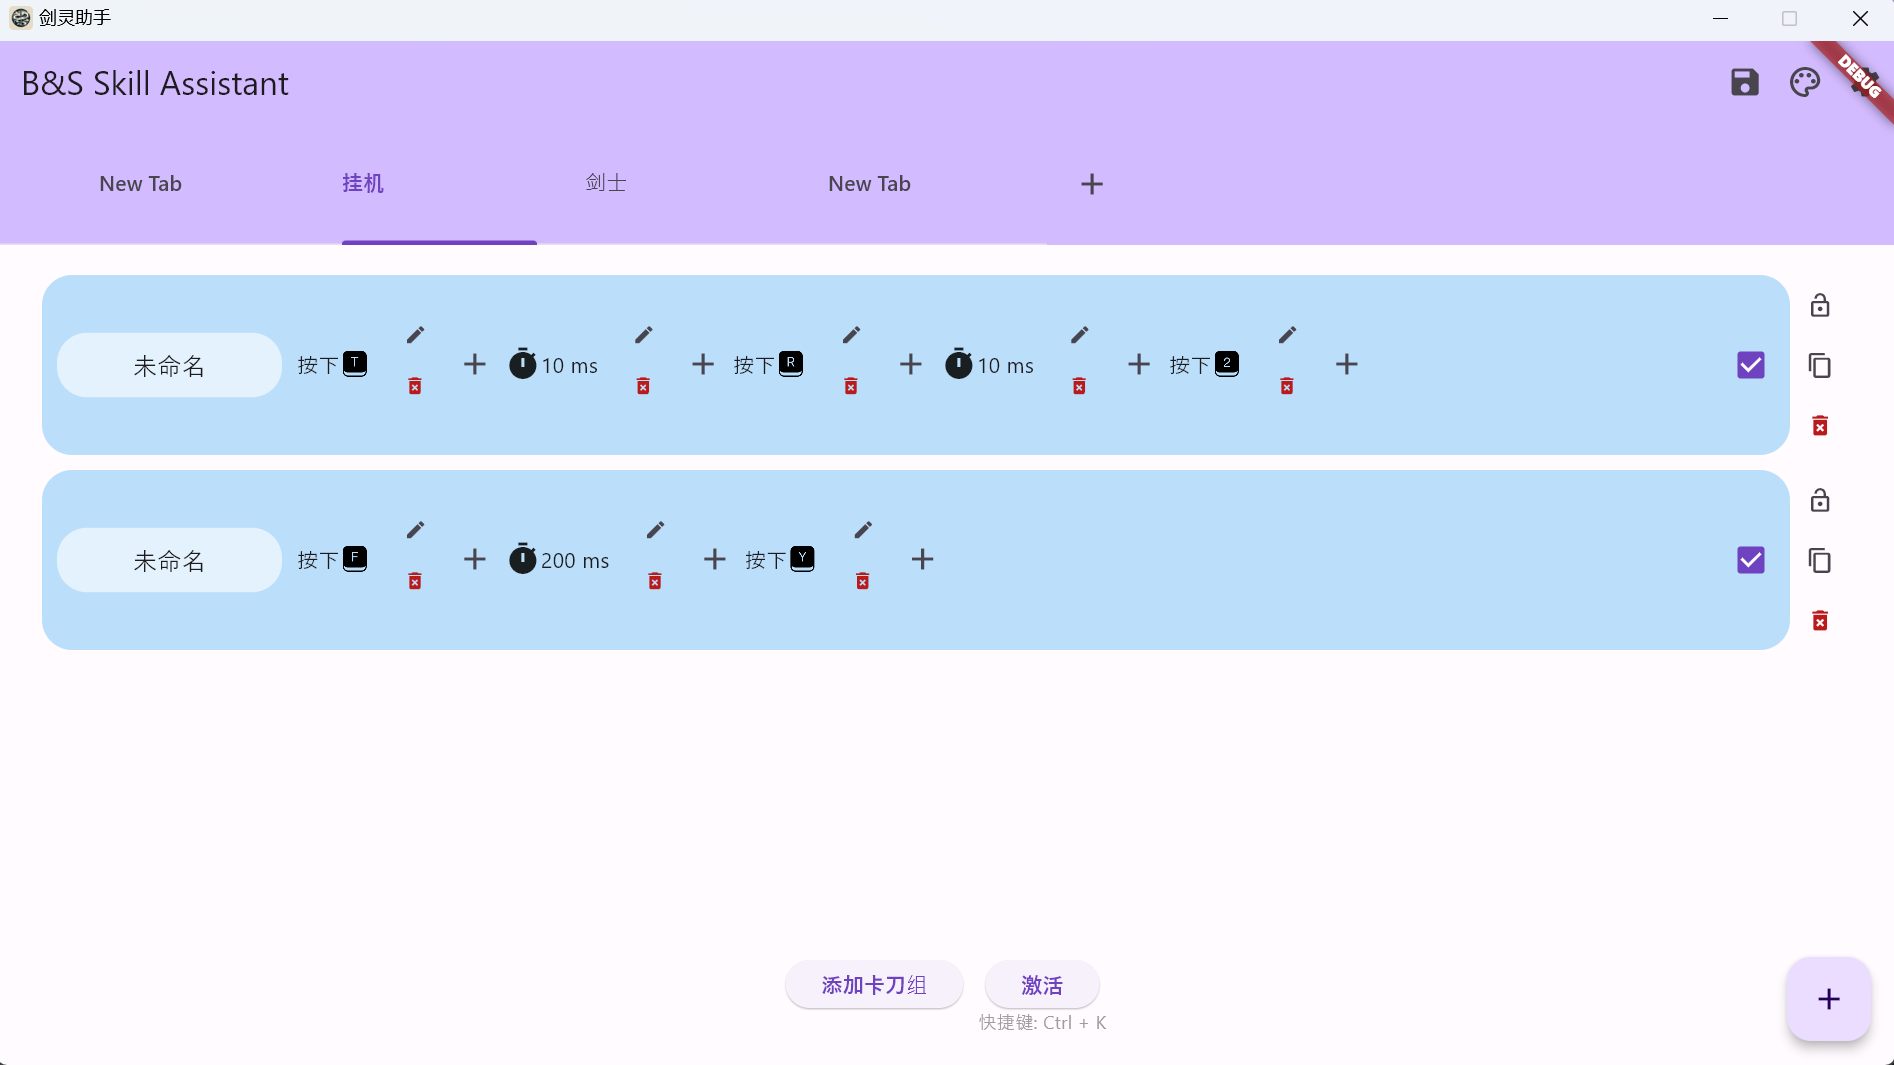 剑灵助手
B&S Skill Assistant
DEBUG
New Tab 挂机 剑士 New Tab
未命名 按下 T 10 ms 按下 R 10 ms 按下 2
未命名 按下 F 200 ms 按下 Y
添加卡刀组 激活
快捷键: Ctrl + K